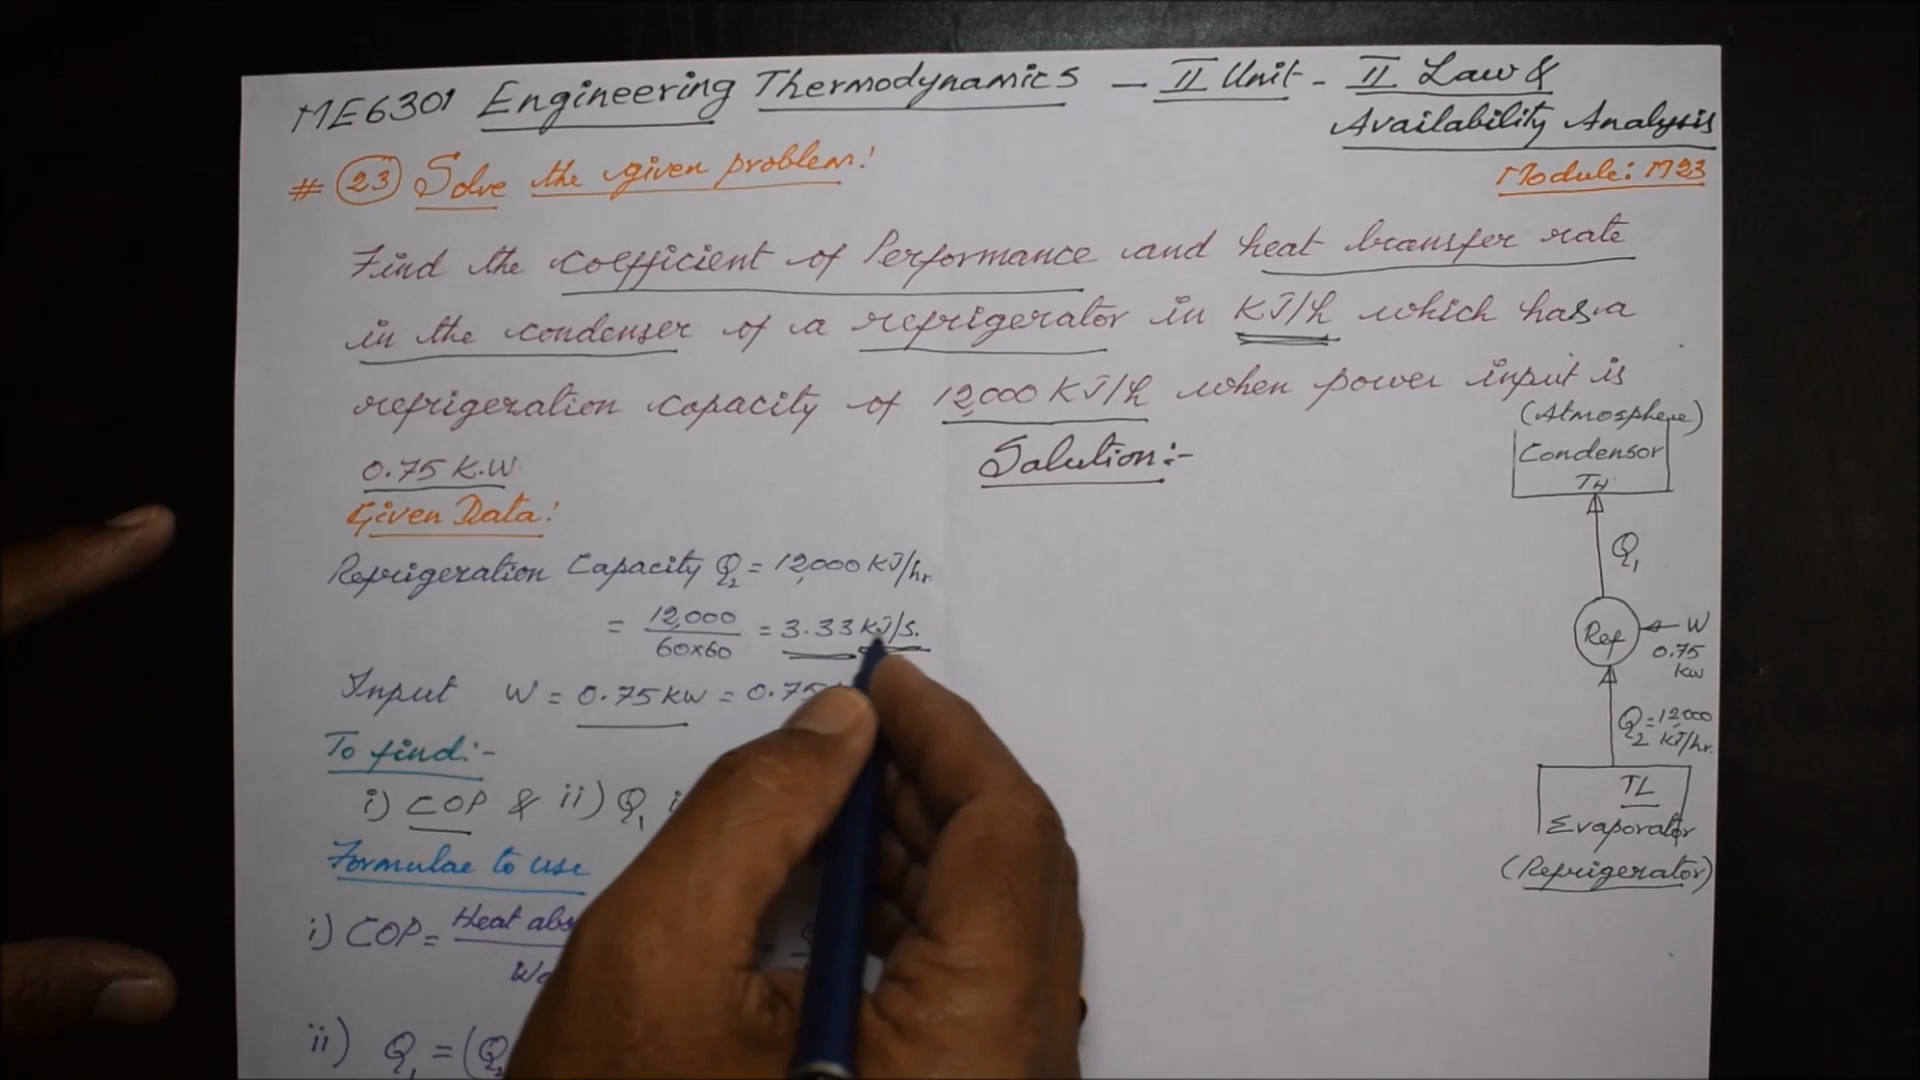 ME6301 Engineering Thermodynamics - II Unit - II Law &
Availability Analysis
# 23 Solve the given problem!
Module: M23
Find the coefficient of Performance and heat transfer rate
in the condenser of a refrigerator in KJ/h which has a
refrigeration capacity of 12,000 KJ/h when power input is
0.75 K.W.
Solution:-
Given Data:
Refrigeration Capacity Q2 = 12,000 KJ/hr.
= 12,000 / 60x60 = 3.33 KJ/s.
Input W = 0.75 KW = 0.75
To find:-
i) COP & ii) Q1
Formulae to use
i) COP = Heat
ii) Q1 = (Q2
(Atmosphere)
Condensor
TH
Q1
Ref
W
0.75
KW
Q2 = 12,000
KJ/hr.
TL
Evaporator
(Refrigerator)